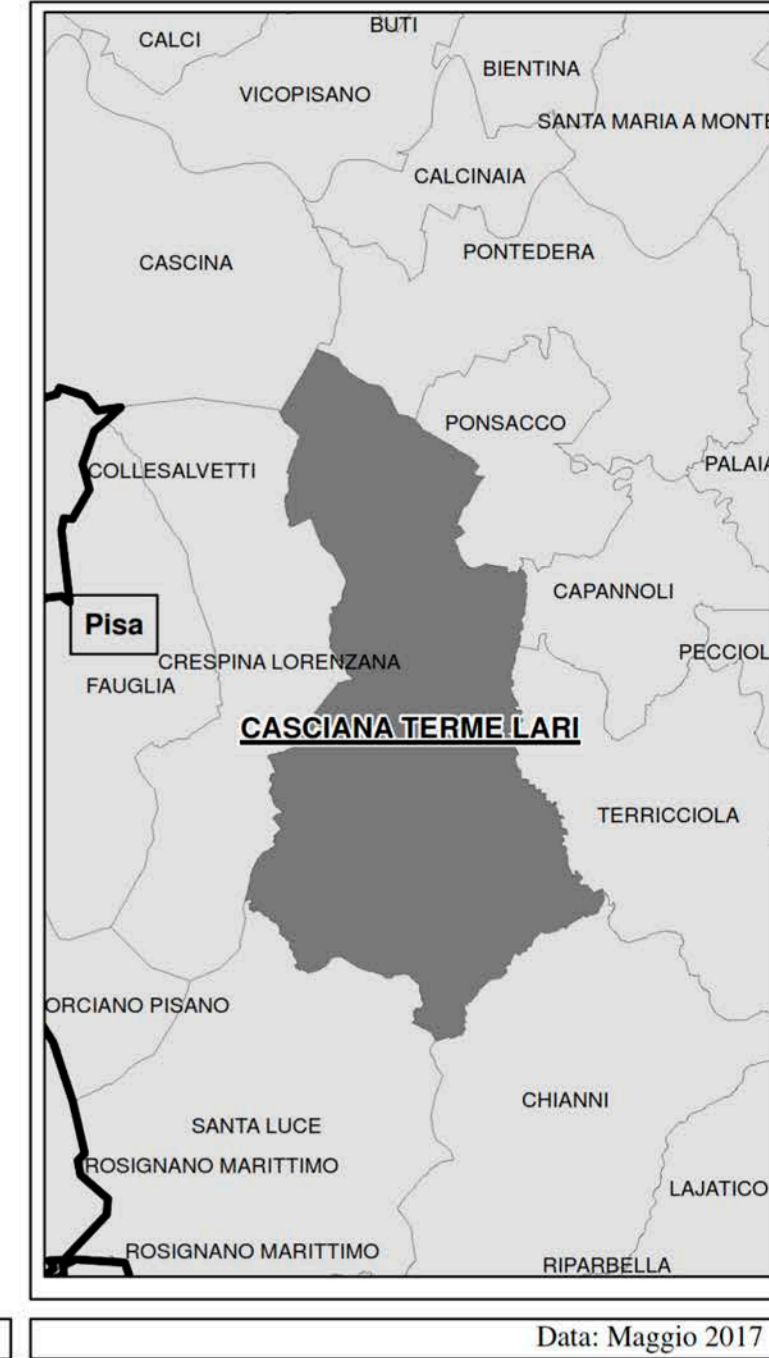 BUTI
CALCI
BIENTINA
VICOPISANO
SANTA MARIA A MONTE
CALCINAIA
PONTEDERA
CASCINA
PONSACCO
PALAIA
COLLESALVETTI
CAPANNOLI
Pisa
PECCIOL
CRESPINA LORENZANA
FAUGLIA
CASCIANA TERME LARI
TERRICCIOLA
ORCIANO PISANO
CHIANNI
SANTA LUCE
ROSIGNANO MARITTIMO
LAJATICO
ROSIGNANO MARITTIMO
RIPARBELLA
Data: Maggio 2017